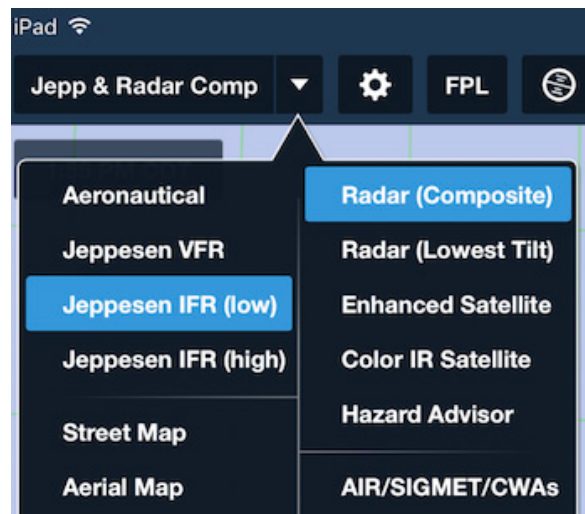 iPad
Jepp & Radar Comp
FPL
Aeronautical
Jeppesen VFR
Jeppesen IFR (low)
Jeppesen IFR (high)
Street Map
Aerial Map
Radar (Composite)
Radar (Lowest Tilt)
Enhanced Satellite
Color IR Satellite
Hazard Advisor
AIR/SIGMET/CWAs